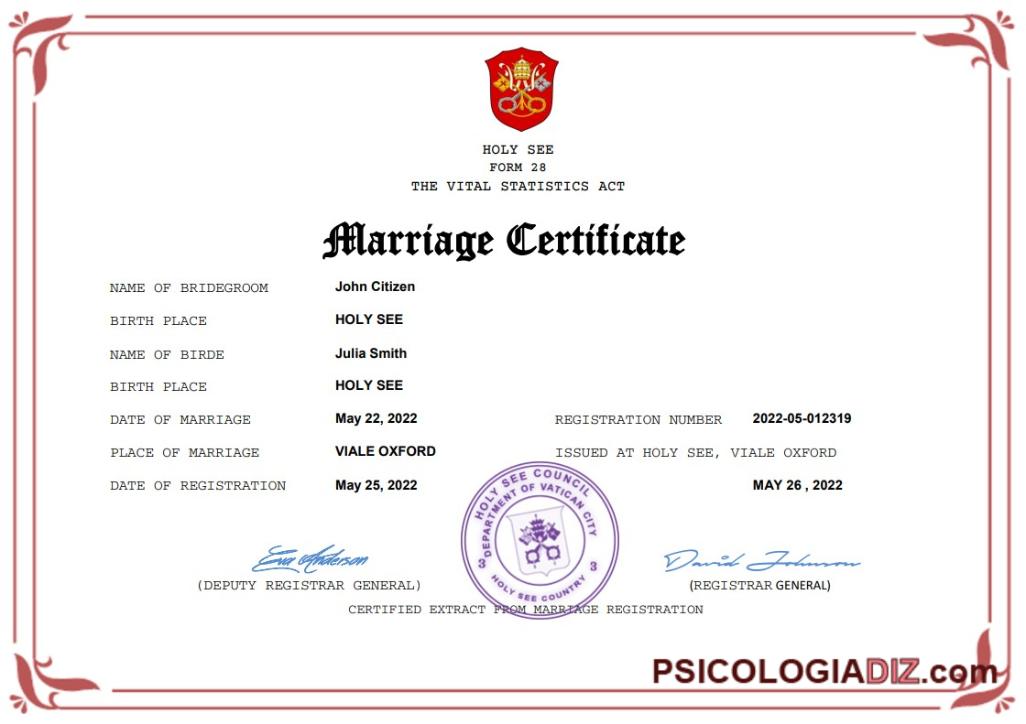 HOLY SEE
FORM 28
THE VITAL STATISTICS ACT
Marriage Certificate
NAME OF BRIDEGROOM John Citizen
BIRTH PLACE HOLY SEE
NAME OF BIRDE Julia Smith
BIRTH PLACE HOLY SEE
DATE OF MARRIAGE May 22, 2022 REGISTRATION NUMBER 2022-05-012319
PLACE OF MARRIAGE VIALE OXFORD ISSUED AT HOLY SEE, VIALE OXFORD
DATE OF REGISTRATION May 25, 2022 MAY 26 , 2022
HOLY SEE COUNCIL
DEPARTMENT OF VATICAN CITY
3 3
HOLY SEE COUNTRY
Eva Anderson David Johnson
(DEPUTY REGISTRAR GENERAL) (REGISTRAR GENERAL)
CERTIFIED EXTRACT FROM MARRIAGE REGISTRATION
PSICOLOGIADIZ.com